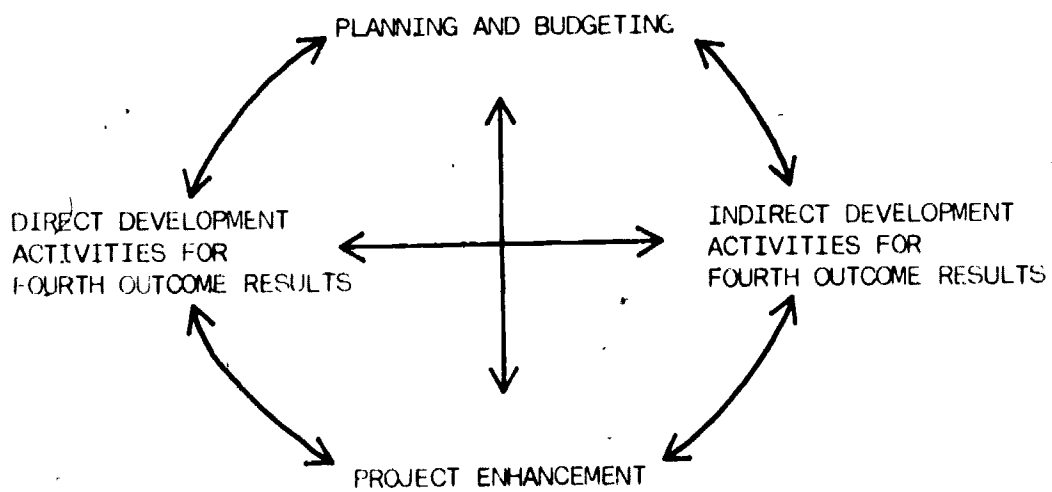 PLANNING AND BUDGETING
DIRECT DEVELOPMENT
ACTIVITIES FOR
FOURTH OUTCOME RESULTS
INDIRECT DEVELOPMENT
ACTIVITIES FOR
FOURTH OUTCOME RESULTS
PROJECT ENHANCEMENT